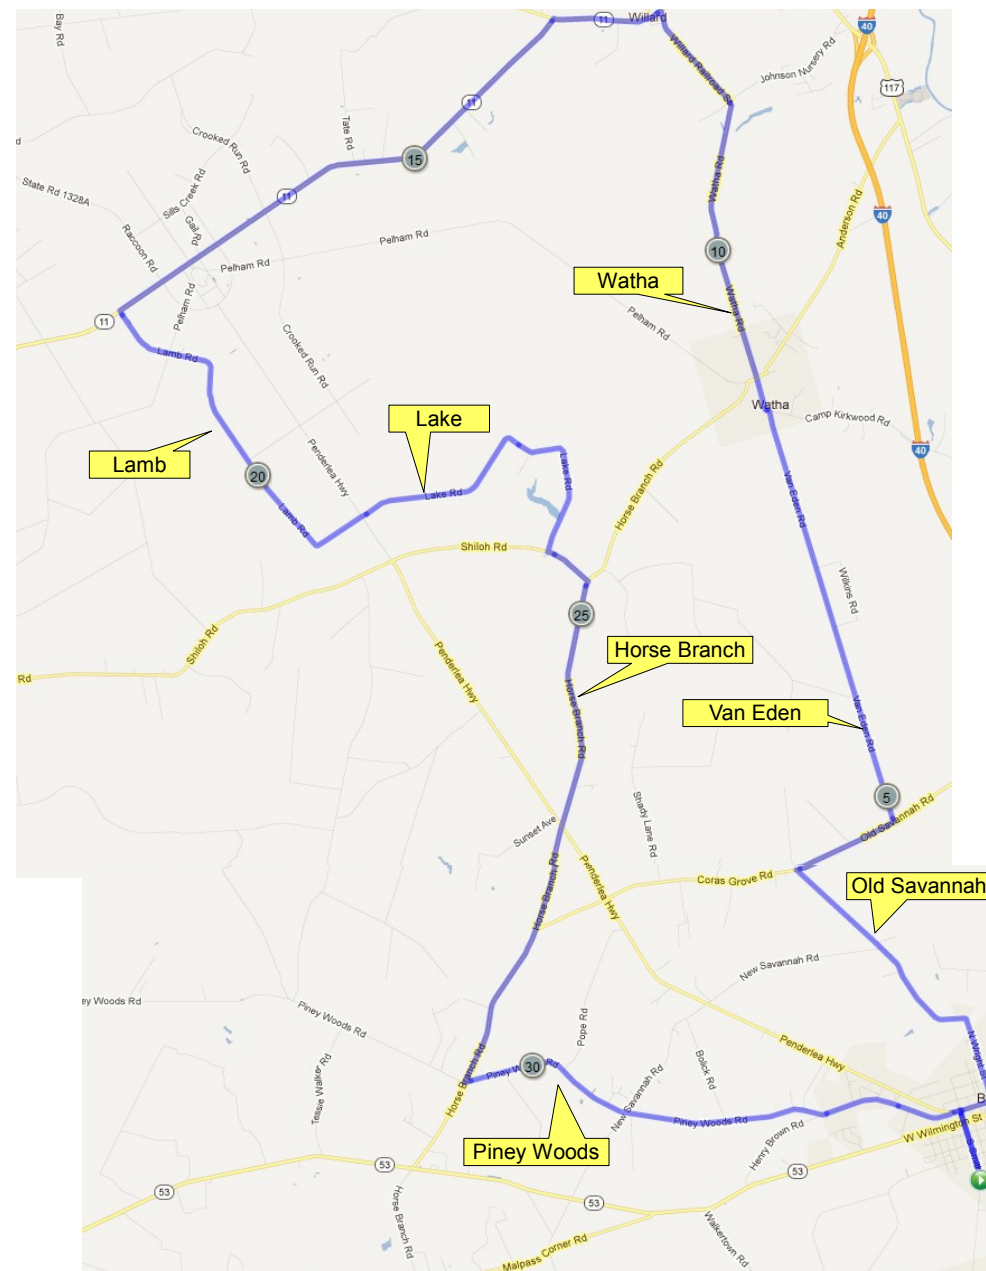 Bay Rd
11
Willard
40
Willard Railroad St
Johnson Nursery Rd
117
11
Tate Rd
Crooked Run Rd
d
15
Watha Rd
State Rd 1328A
Sills Creek Rd
11
Gail Rd
Anderson Rd
40
Raccoon Rd
Pelham Rd
10
Pelham Rd
Watha
Pelham Rd
Watha Rd
Pelham Rd
11
Crooked Run Rd
Lamb Rd
Watha
Camp Kirkwood Rd
Lake
40
Lamb
Penderlea Hwy
Lake Rd
20
Lake Rd
Van Eden Rd
Horse Branch Rd
Lamb Rd
Shiloh Rd
Wilkins Rd
25
Shiloh Rd
Horse Branch
Rd
Penderlea Hwy
Horse Branch Rd
Van Eden
Van Eden Rd
5
Shady Lane Rd
Old Savannah Rd
Sunset Ave
Coras Grove Rd
Penderlea Hwy
Horse Branch Rd
Old Savannah
New Savannah Rd
ey Woods Rd
Piney Woods Rd
Pope Rd
N Wright St
Penderlea Hwy
Bolick Rd
Horse Branch Rd
30
Tessie Walker Rd
New Savannah Rd
B
Piney Woods Rd
W Wilmington St
Henry Brown Rd
Piney Woods
53
53
53
53
Horse Branch Rd
Walkertown Rd
Malpass Corner Rd